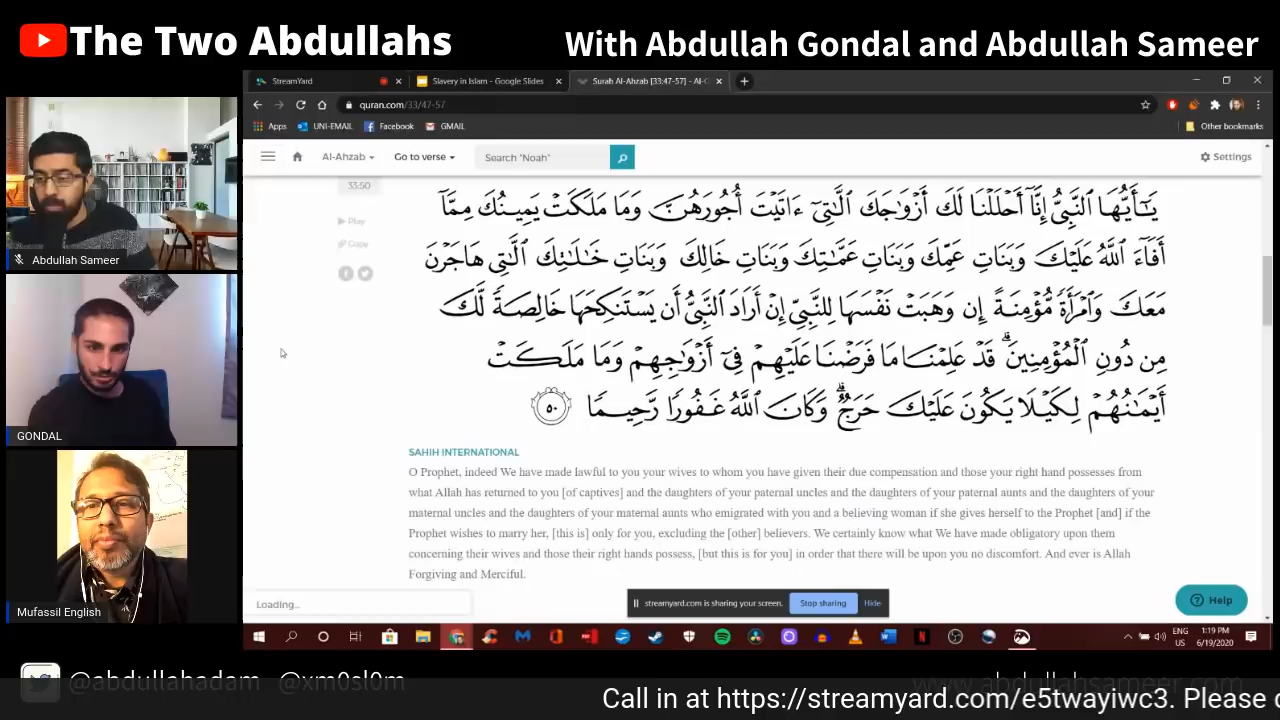 The Two Abdullahs
With Abdullah Gondal and Abdullah Sameer
StreamYard
Slavery in Islam - Google Slides
Surah Al-Ahzab [33:47-57] - Al-Q
quran.com/33/47-57
Apps
UNI-EMAIL
Facebook
GMAIL
Other bookmarks
Al-Ahzab
Go to verse
Search "Noah"
Settings
33:50
Play
Copy
يَـٰٓأَيُّهَا ٱلنَّبِىُّ إِنَّآ أَحْلَلْنَا لَكَ أَزْوَٰجَكَ ٱلَّـٰتِىٓ ءَاتَيْتَ أُجُورَهُنَّ وَمَا مَلَكَتْ يَمِينُكَ مِمَّآ
أَفَآءَ ٱللَّهُ عَلَيْكَ وَبَنَاتِ عَمِّكَ وَبَنَاتِ عَمَّـٰتِكَ وَبَنَاتِ خَالِكَ وَبَنَاتِ خَـٰلَـٰتِكَ ٱلَّـٰتِى هَاجَرْنَ
مَعَكَ وَٱمْرَأَةً مُّؤْمِنَةً إِن وَهَبَتْ نَفْسَهَا لِلنَّبِىِّ إِنْ أَرَادَ ٱلنَّبِىُّ أَن يَسْتَنكِحَهَا خَالِصَةً لَّكَ
مِن دُونِ ٱلْمُؤْمِنِينَ ۗ قَدْ عَلِمْنَا مَا فَرَضْنَا عَلَيْهِمْ فِىٓ أَزْوَٰجِهِمْ وَمَا مَلَكَتْ
أَيْمَـٰنُهُمْ لِكَيْلَا يَكُونَ عَلَيْكَ حَرَجٌ ۗ وَكَانَ ٱللَّهُ غَفُورًا رَّحِيمًا ٥٠
SAHIH INTERNATIONAL
O Prophet, indeed We have made lawful to you your wives to whom you have given their due compensation and those your right hand possesses from
what Allah has returned to you [of captives] and the daughters of your paternal uncles and the daughters of your paternal aunts and the daughters of your
maternal uncles and the daughters of your maternal aunts who emigrated with you and a believing woman if she gives herself to the Prophet [and] if the
Prophet wishes to marry her, [this is] only for you, excluding the [other] believers. We certainly know what We have made obligatory upon them
concerning their wives and those their right hands possess, [but this is for you] in order that there will be upon you no discomfort. And ever is Allah
Forgiving and Merciful.
Loading...
streamyard.com is sharing your screen.
Stop sharing
Hide
Help
ENG
US
1:19 PM
6/19/2020
Abdullah Sameer
GONDAL
Mufassil English
@abdullahadam @xm0sl0m
www.abdullahsameer.com
Call in at https://streamyard.com/e5twayiwc3. Please